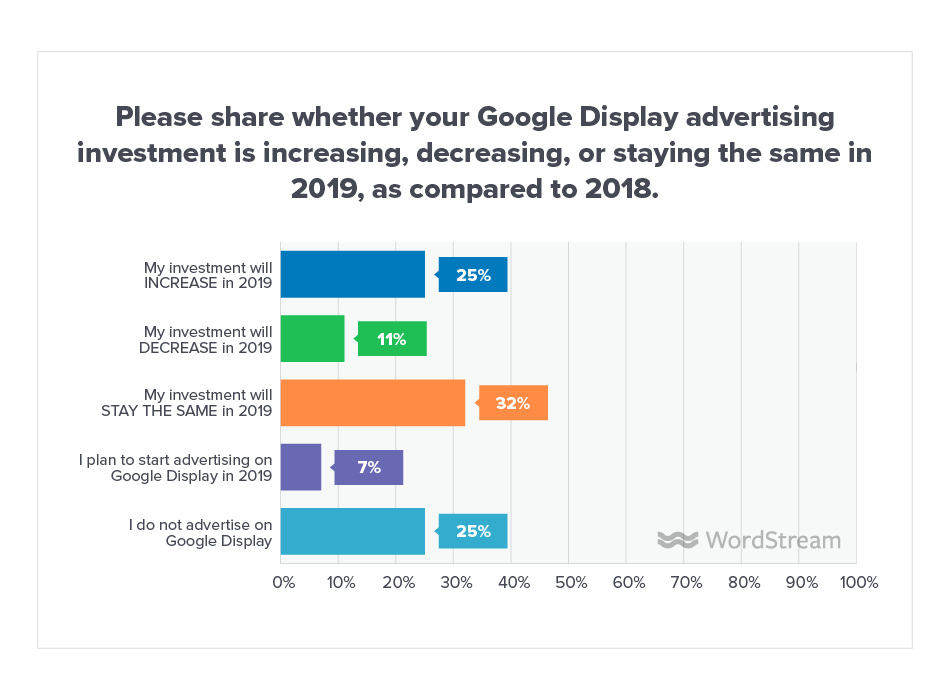 Please share whether your Google Display advertising
investment is increasing, decreasing, or staying the same in
2019, as compared to 2018.
My investment will
INCREASE in 2019
25%
My investment will
DECREASE in 2019
11%
My investment will
STAY THE SAME in 2019
32%
I plan to start advertising on
Google Display in 2019
7%
I do not advertise on
Google Display
25%
WordStream
0% 10% 20% 30% 40% 50% 60% 70% 80% 90% 100%